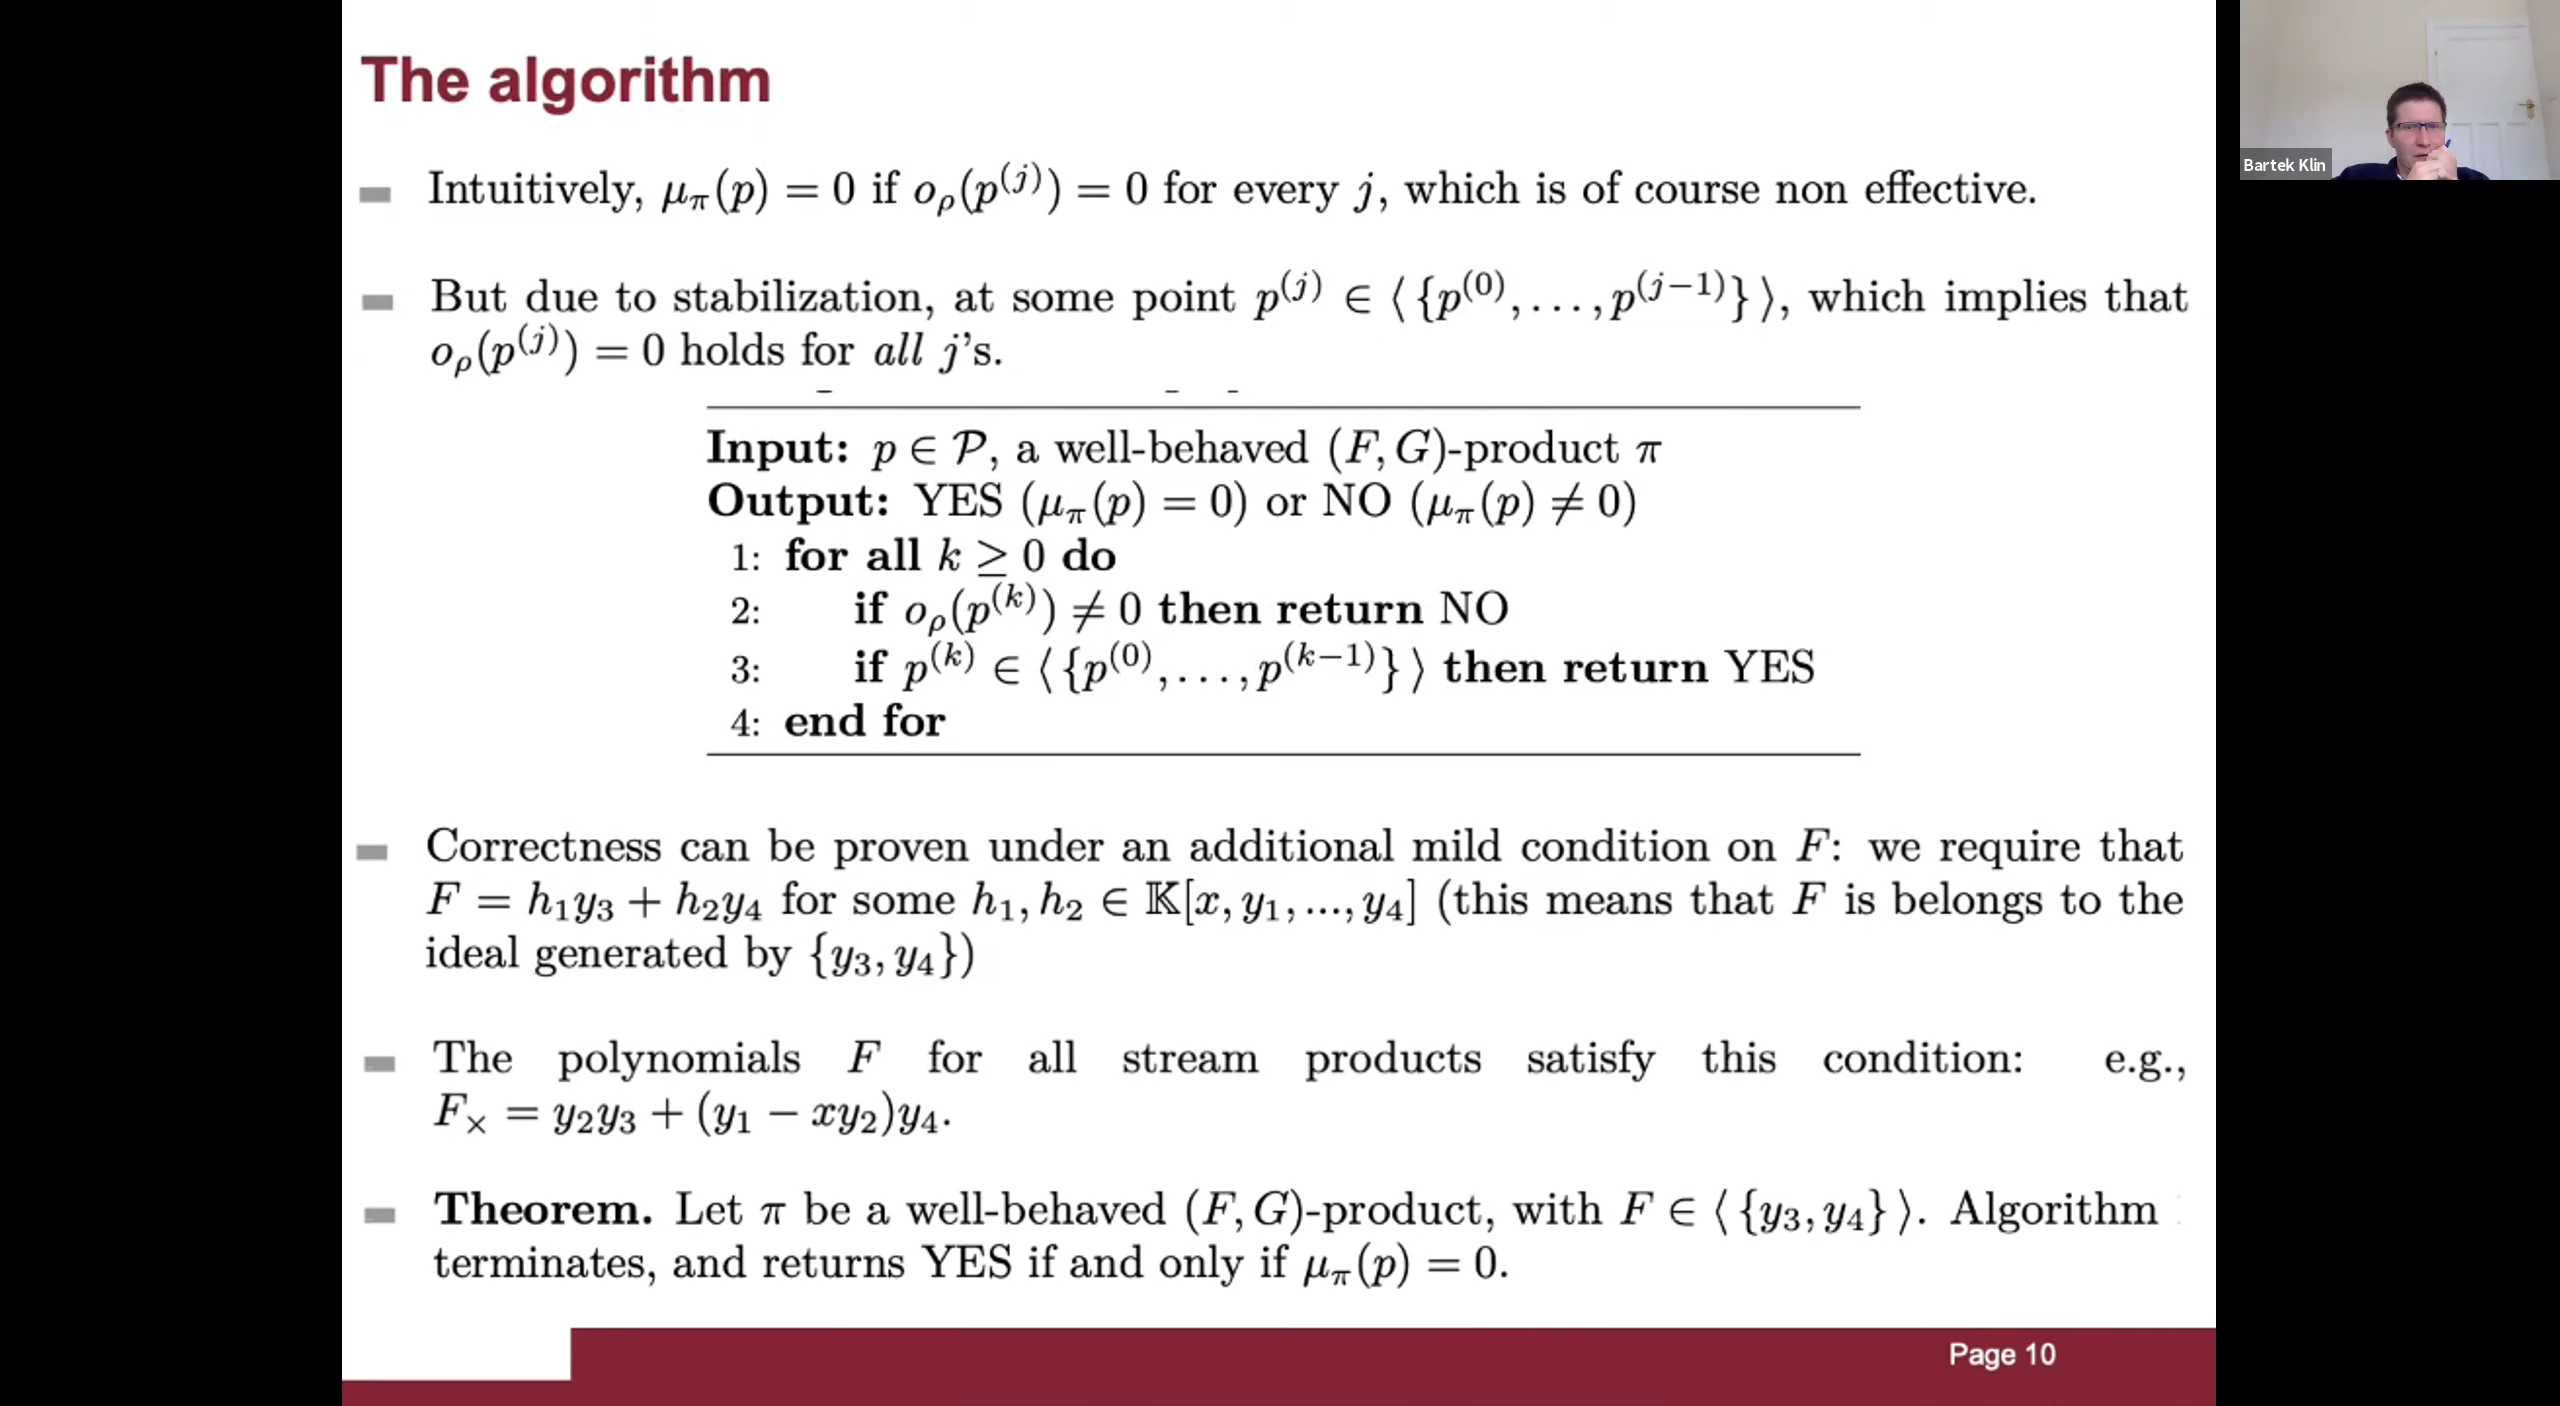 The algorithm
Bartek Klin
Intuitively, μ_π(p) = 0 if o_ρ(p^(j)) = 0 for every j, which is of course non effective.
But due to stabilization, at some point p^(j) ∈ ⟨{p^(0), . . . , p^(j−1)}⟩, which implies that
o_ρ(p^(j)) = 0 holds for all j's.
Input: p ∈ 𝒫, a well-behaved (F, G)-product π
Output: YES (μ_π(p) = 0) or NO (μ_π(p) ≠ 0)
1: for all k ≥ 0 do
2: if o_ρ(p^(k)) ≠ 0 then return NO
3: if p^(k) ∈ ⟨{p^(0), . . . , p^(k−1)}⟩ then return YES
4: end for
Correctness can be proven under an additional mild condition on F: we require that
F = h₁y₃ + h₂y₄ for some h₁, h₂ ∈ 𝕂[x, y₁, ..., y₄] (this means that F is belongs to the
ideal generated by {y₃, y₄})
The polynomials F for all stream products satisfy this condition: e.g.,
F_× = y₂y₃ + (y₁ − xy₂)y₄.
Theorem. Let π be a well-behaved (F, G)-product, with F ∈ ⟨{y₃, y₄}⟩. Algorithm
terminates, and returns YES if and only if μ_π(p) = 0.
Page 10